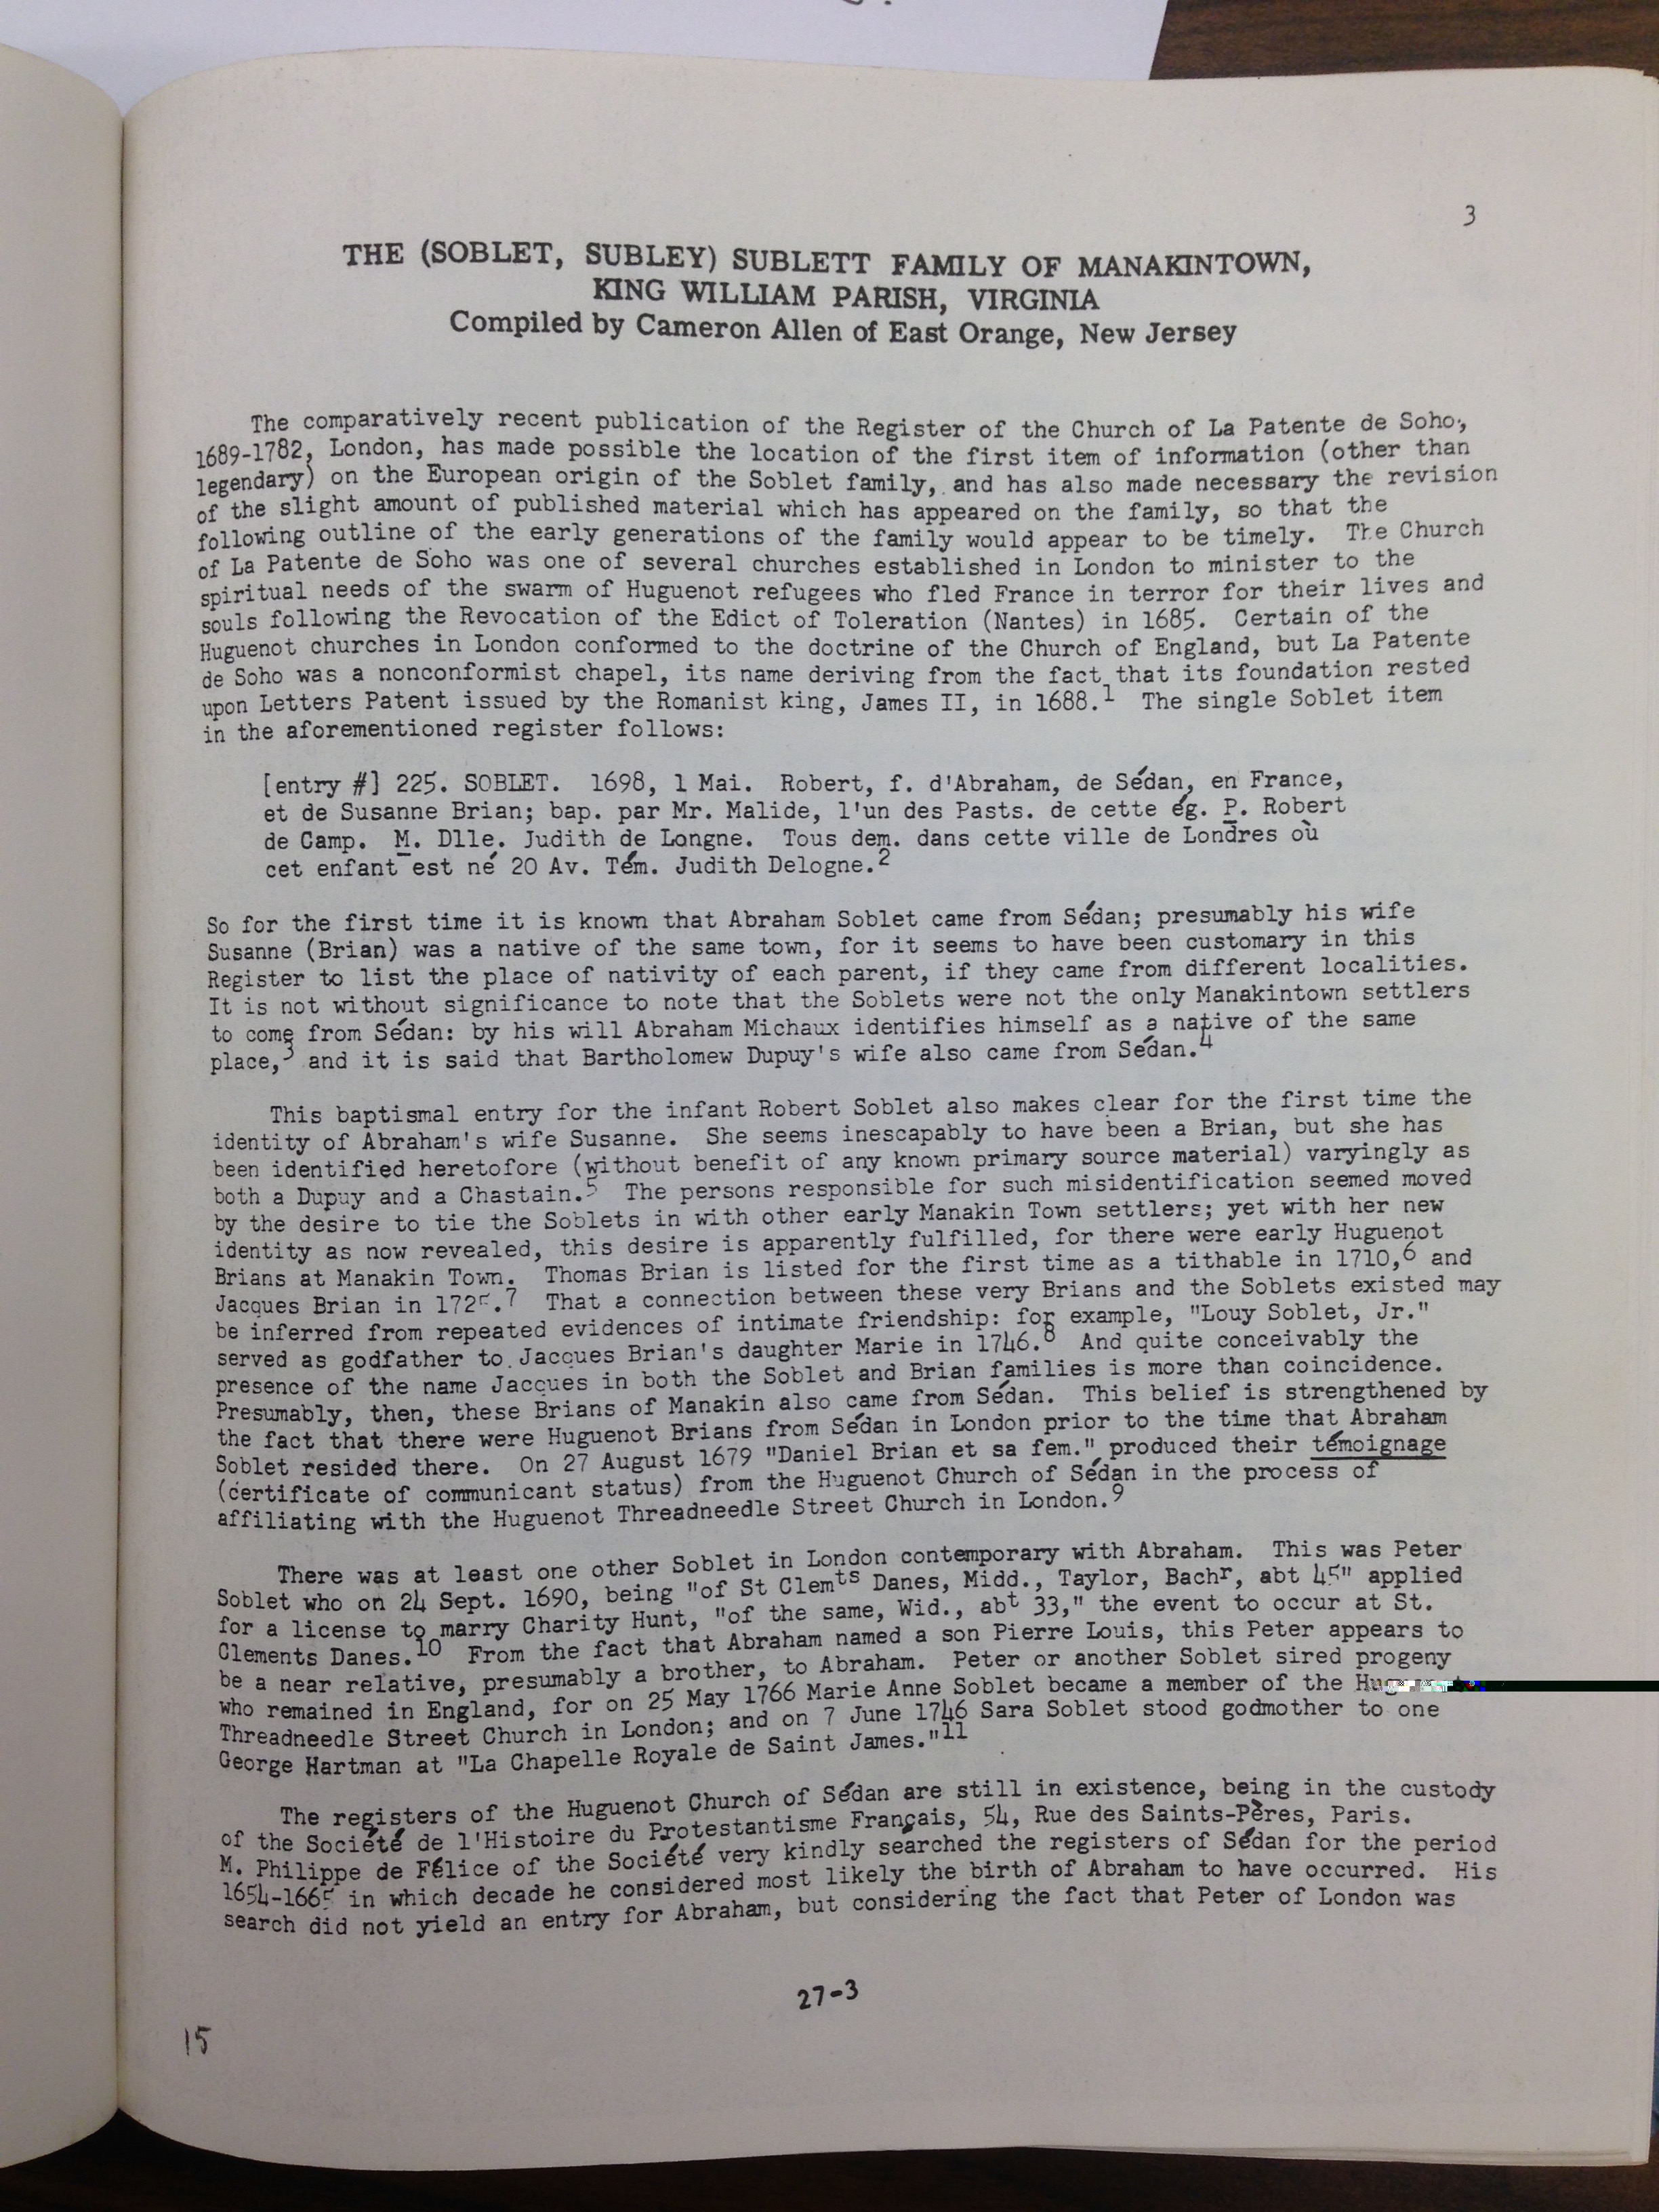 3
THE (SOBLET, SUBLEY) SUBLETT FAMILY OF MANAKINTOWN,
KING WILLIAM PARISH, VIRGINIA
Compiled by Cameron Allen of East Orange, New Jersey
The comparatively recent publication of the Register of the Church of La Patente de Soho,
1689-1782, London, has made possible the location of the first item of information (other than
legendary) on the European origin of the Soblet family, and has also made necessary the revision
of the slight amount of published material which has appeared on the family, so that the
following outline of the early generations of the family would appear to be timely. The Church
of La Patente de Soho was one of several churches established in London to minister to the
spiritual needs of the swarm of Huguenot refugees who fled France in terror for their lives and
souls following the Revocation of the Edict of Toleration (Nantes) in 1685. Certain of the
Huguenot churches in London conformed to the doctrine of the Church of England, but La Patente
de Soho was a nonconformist chapel, its name deriving from the fact that its foundation rested
upon Letters Patent issued by the Romanist king, James II, in 1688.1 The single Soblet item
in the aforementioned register follows:
[entry #] 225. SOBLET. 1698, 1 Mai. Robert, f. d'Abraham, de Sédan, en France,
et de Susanne Brian; bap. par Mr. Malide, l'un des Pasts. de cette ég. P. Robert
de Camp. M. Dlle. Judith de Longne. Tous dem. dans cette ville de Londres où
cet enfant est né 20 Av. Tém. Judith Delogne.2
So for the first time it is known that Abraham Soblet came from Sédan; presumably his wife
Susanne (Brian) was a native of the same town, for it seems to have been customary in this
Register to list the place of nativity of each parent, if they came from different localities.
It is not without significance to note that the Soblets were not the only Manakintown settlers
to come from Sédan: by his will Abraham Michaux identifies himself as a native of the same
place,3 and it is said that Bartholomew Dupuy's wife also came from Sédan.4
This baptismal entry for the infant Robert Soblet also makes clear for the first time the
identity of Abraham's wife Susanne. She seems inescapably to have been a Brian, but she has
been identified heretofore (without benefit of any known primary source material) varyingly as
both a Dupuy and a Chastain.5 The persons responsible for such misidentification seemed moved
by the desire to tie the Soblets in with other early Manakin Town settlers; yet with her new
identity as now revealed, this desire is apparently fulfilled, for there were early Huguenot
Brians at Manakin Town. Thomas Brian is listed for the first time as a tithable in 1710,6 and
Jacques Brian in 7 That a connection between these very Brians and the Soblets existed may
be inferred from repeated evidences of intimate friendship: for example, "Louy Soblet, Jr."
served as godfather to Jacques Brian's daughter Marie in 1746.8 And quite conceivably the
presence of the name Jacques in both the Soblet and Brian families is more than coincidence.
Presumably, then, these Brians of Manakin also came from Sédan. This belief is strengthened by
the fact that there were Huguenot Brians from Sédan in London prior to the time that Abraham
Soblet resided there. On 27 August 1679 "Daniel Brian et sa fem." produced their témoignage
(certificate of communicant status) from the Huguenot Church of Sédan in the process of
affiliating with the Huguenot Threadneedle Street Church in London.9
There was at least one other Soblet in London contemporary with Abraham. This was Peter
Soblet who on 24 Sept. 1690, being "of St Clemts Danes, Midd., Taylor, Bachr, abt 45" applied
for a license to marry Charity Hunt, "of the same, Wid., abt 33," the event to occur at St.
Clements Danes.10 From the fact that Abraham named a son Pierre Louis, this Peter appears to
be a near relative, presumably a brother, to Abraham. Peter or another Soblet sired progeny
who remained in England, for on 25 May 1766 Marie Anne Soblet became a member of the
Threadneedle Street Church in London; and on 7 June 1746 Sara Soblet stood godmother to one
George Hartman at "La Chapelle Royale de Saint James."11
The registers of the Huguenot Church of Sédan are still in existence, being in the custody
of the Société de l'Histoire du Protestantisme Français, 54, Rue des Saints-Pères, Paris.
M. Philippe de Félice of the Société very kindly searched the registers of Sédan for the period
1654-1665 in which decade he considered most likely the birth of Abraham to have occurred. His
search did not yield an entry for Abraham, but considering the fact that Peter of London was
27-3
15